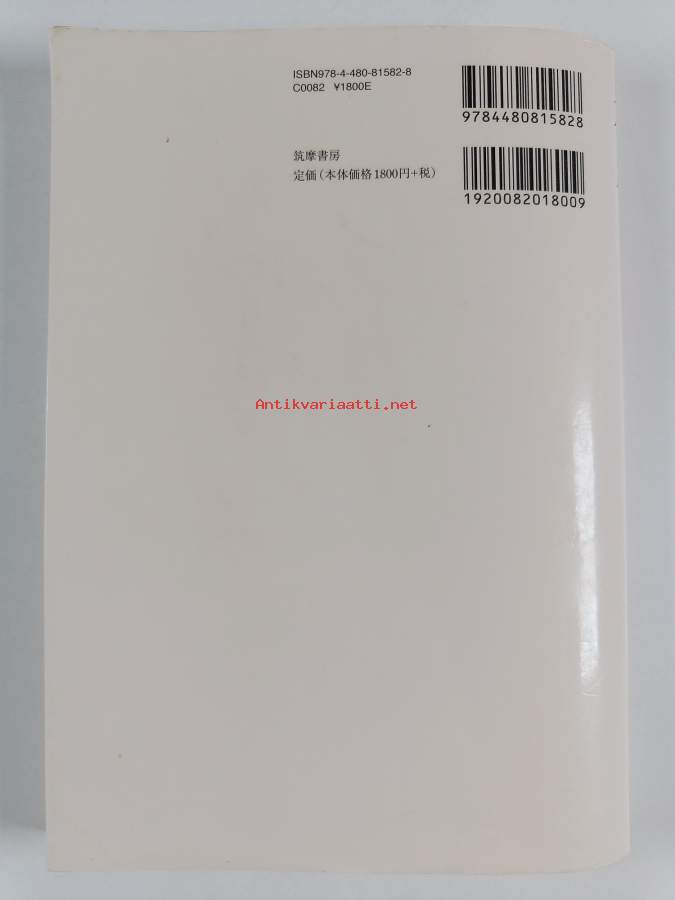 ISBN978-4-480-81582-8
C0082 ¥1800E
9784480815828
筑摩書房
定価（本体価格1800円+税）
1920082018009
Antikvariaatti.net